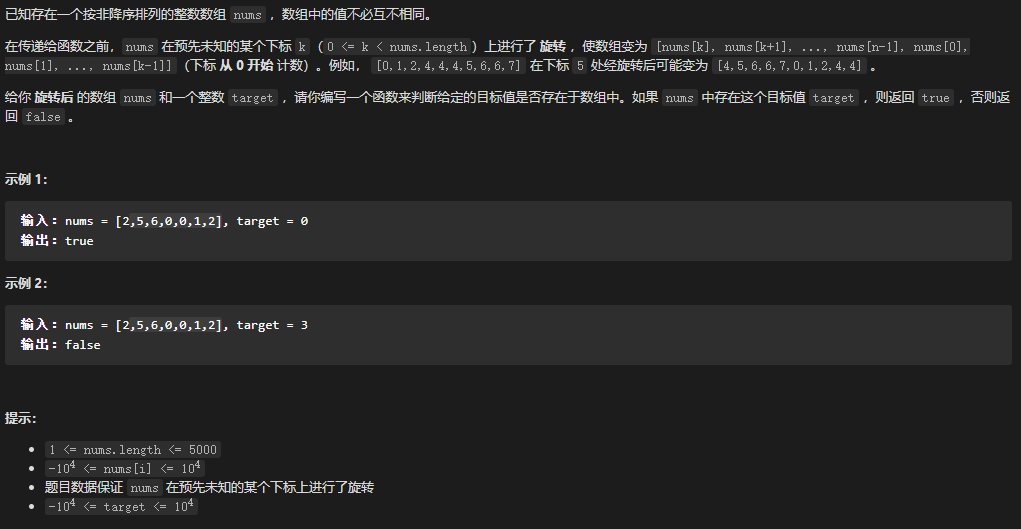 已知存在一个按非降序排列的整数数组 nums ，数组中的值不必互不相同。
在传递给函数之前，nums 在预先未知的某个下标 k（0 <= k < nums.length）上进行了 旋转 ，使数组变为 [nums[k], nums[k+1], ..., nums[n-1], nums[0],
nums[1], ..., nums[k-1]]（下标 从 0 开始 计数）。例如， [0,1,2,4,4,4,5,6,6,7] 在下标 5 处经旋转后可能变为 [4,5,6,6,7,0,1,2,4,4] 。
给你 旋转后 的数组 nums 和一个整数 target ，请你编写一个函数来判断给定的目标值是否存在于数组中。如果 nums 中存在这个目标值 target ，则返回 true ，否则返
回 false 。
示例 1：
输入：nums = [2,5,6,0,0,1,2], target = 0
输出：true
示例 2：
输入：nums = [2,5,6,0,0,1,2], target = 3
输出：false
提示：
• 1 <= nums.length <= 5000
• -10⁴ <= nums[i] <= 10⁴
• 题目数据保证 nums 在预先未知的某个下标上进行了旋转
• -10⁴ <= target <= 10⁴